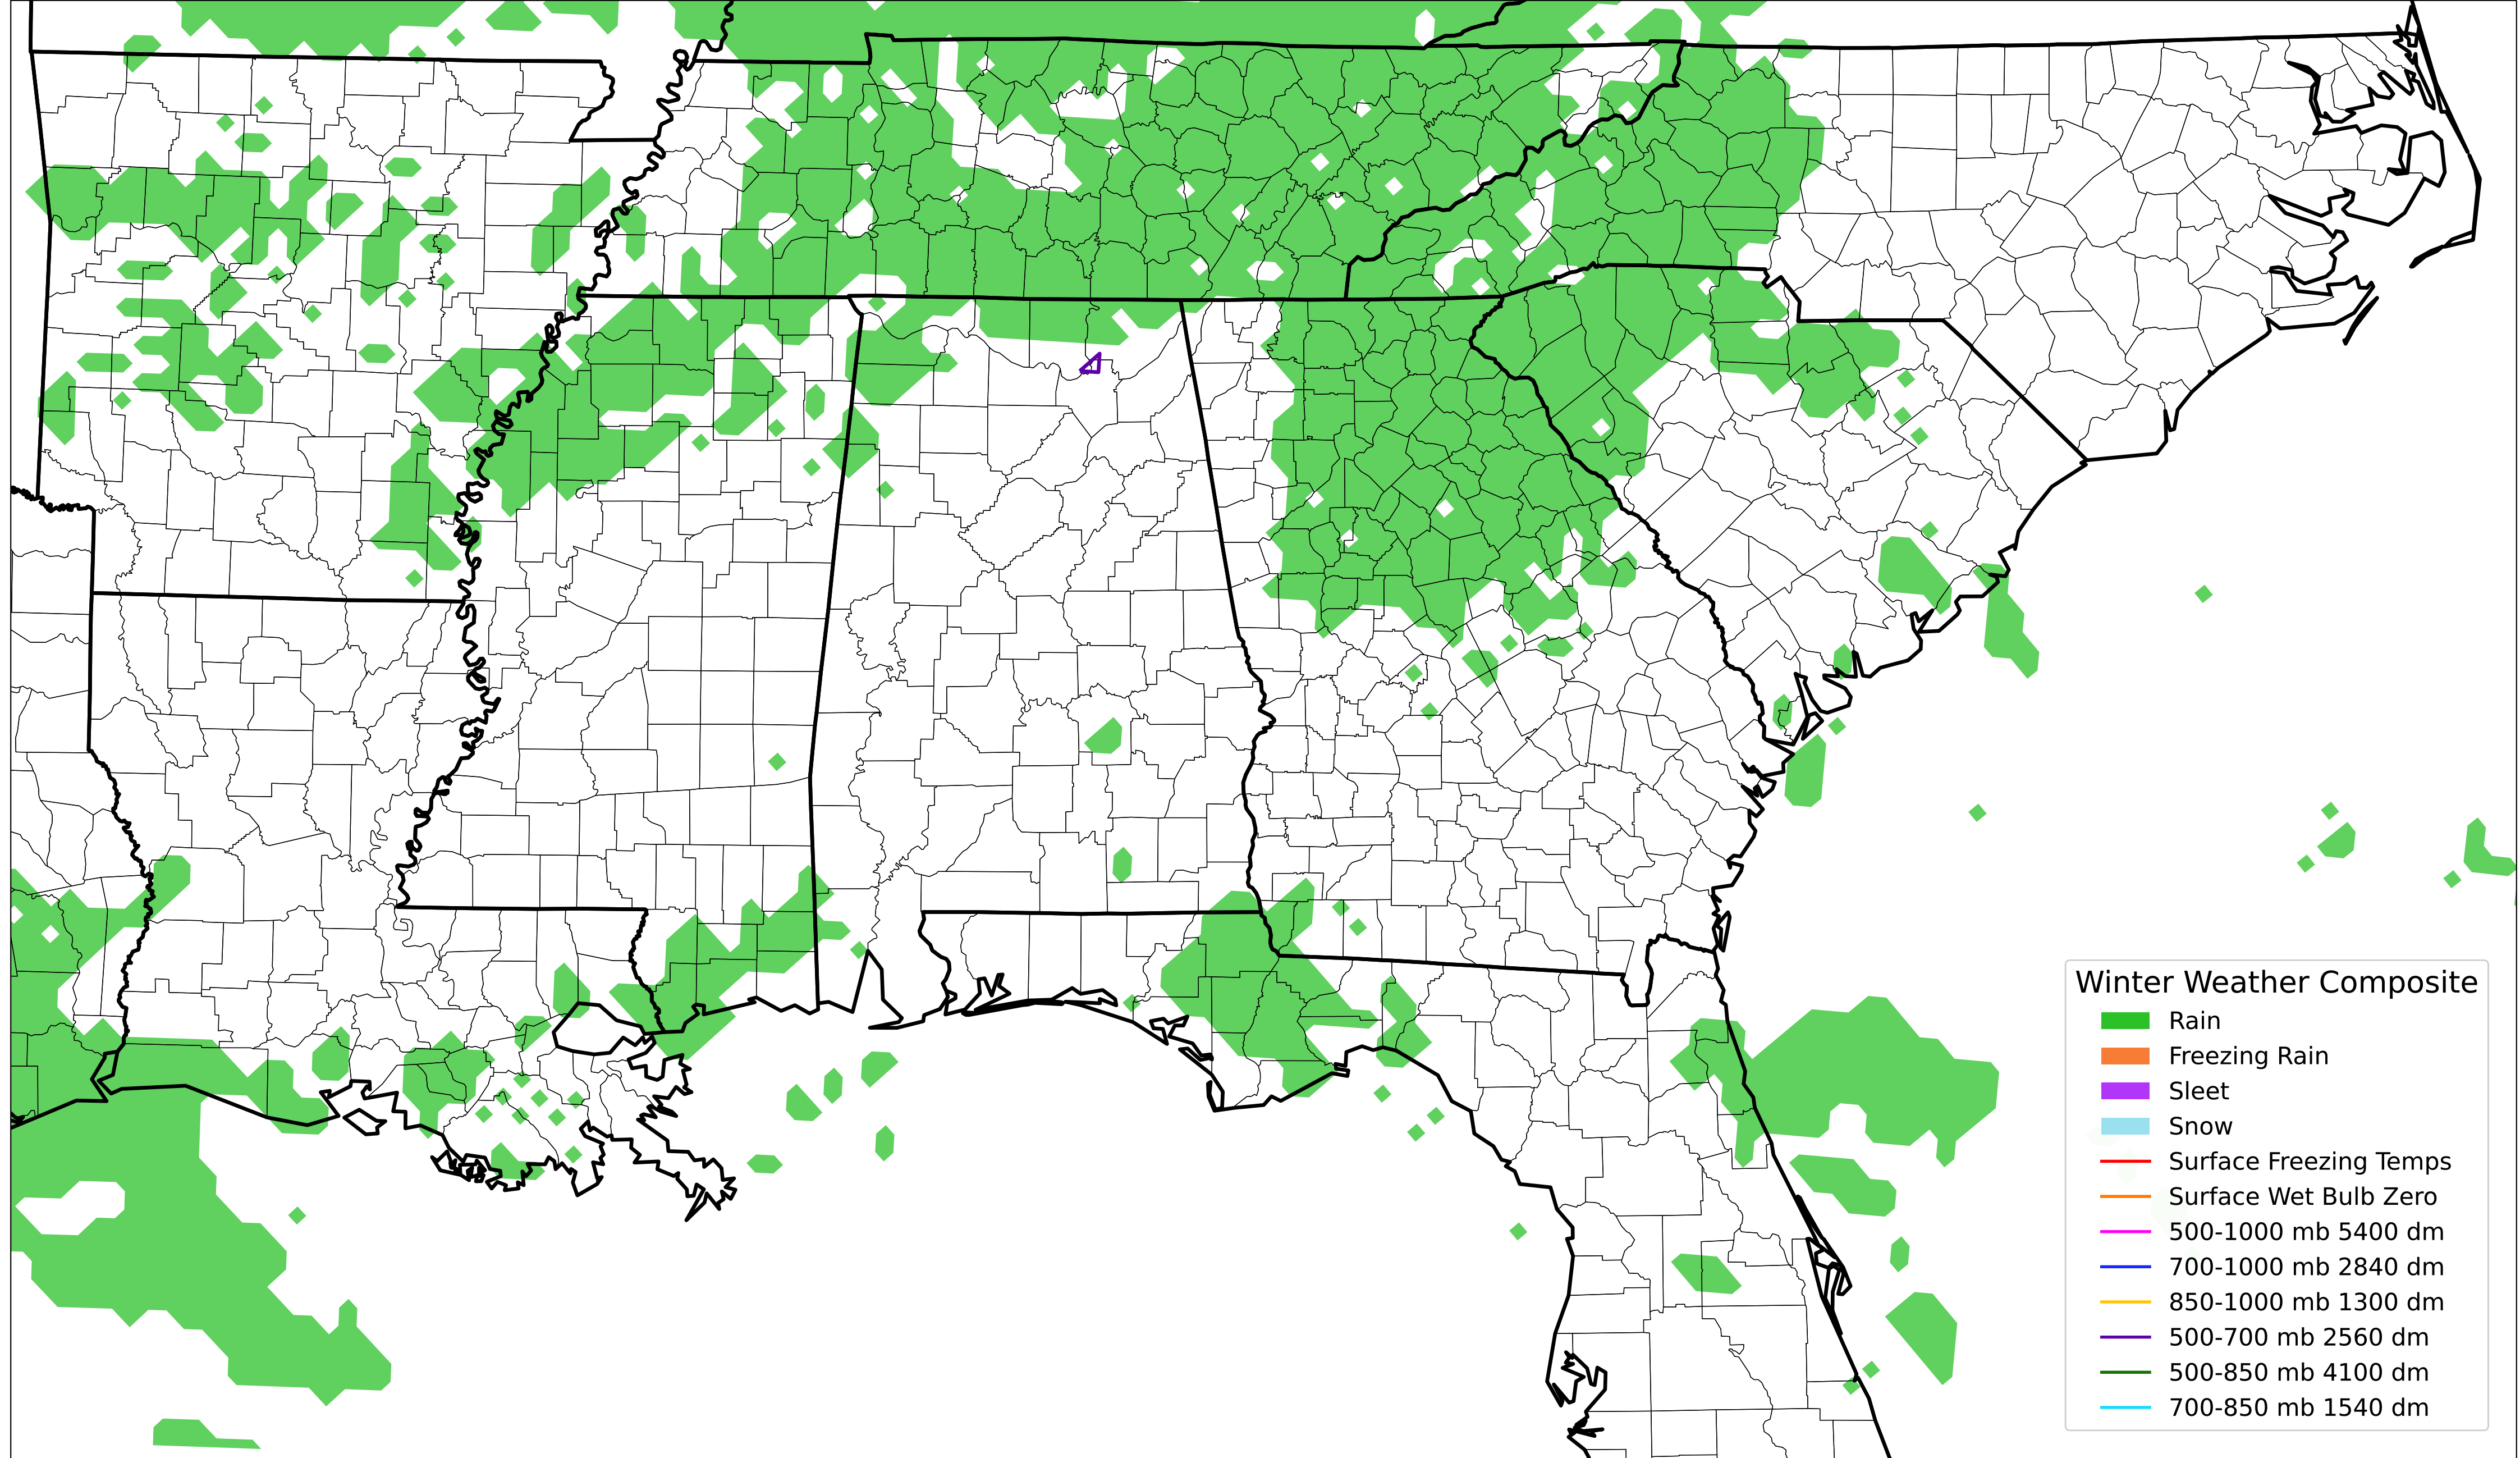 Winter Weather Composite
Rain
Freezing Rain
Sleet
Snow
Surface Freezing Temps
Surface Wet Bulb Zero
500-1000 mb 5400 dm
700-1000 mb 2840 dm
850-1000 mb 1300 dm
500-700 mb 2560 dm
500-850 mb 4100 dm
700-850 mb 1540 dm